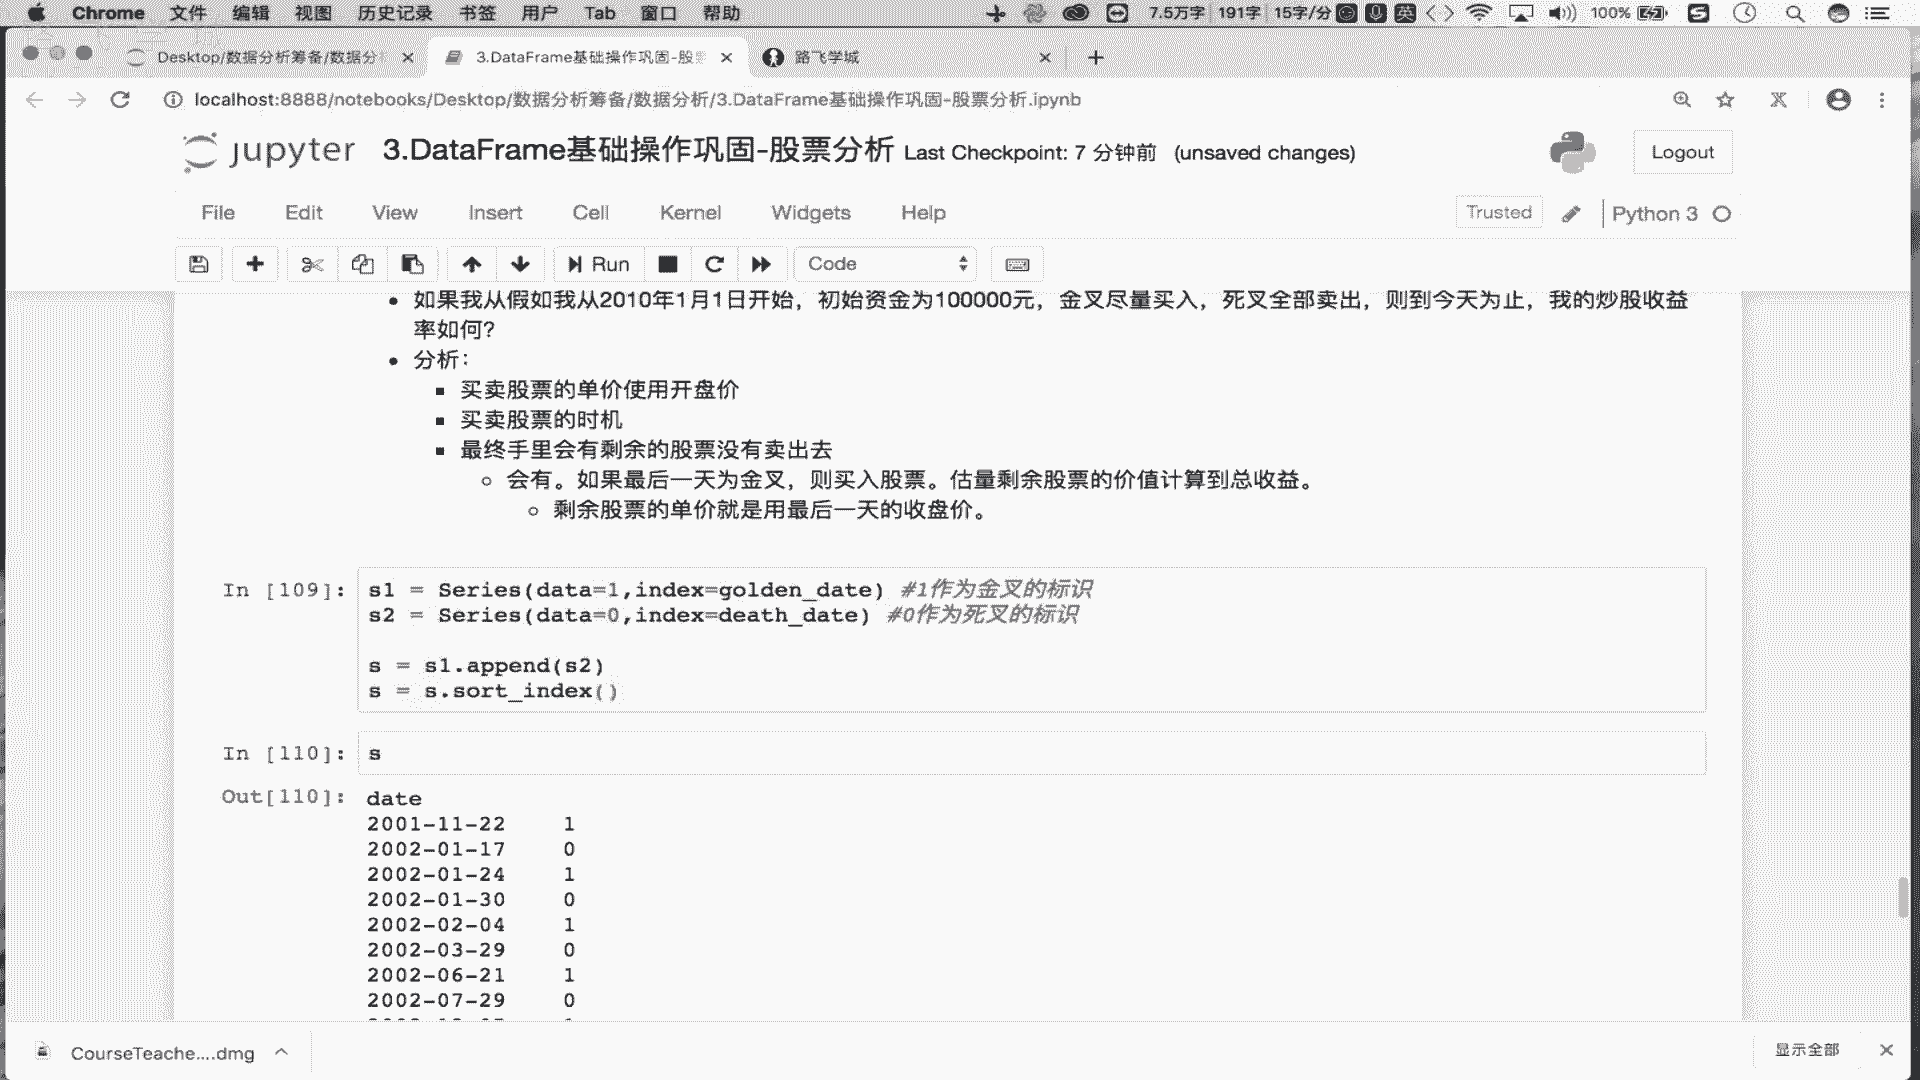 Chrome 文件 编辑 视图 历史记录 书签 用户 Tab 窗口 帮助 7.5万字 191字 15字/分 英 100%
Desktop/数据分析筹备/数据分 3.DataFrame基础操作巩固-股 路飞学城
localhost:8888/notebooks/Desktop/数据分析筹备/数据分析/3.DataFrame基础操作巩固-股票分析.ipynb
jupyter 3.DataFrame基础操作巩固-股票分析 Last Checkpoint: 7 分钟前 (unsaved changes) Logout
File Edit View Insert Cell Kernel Widgets Help Trusted Python 3
Run Code
如果我从假如我从2010年1月1日开始，初始资金为100000元，金叉尽量买入，死叉全部卖出，则到今天为止，我的炒股收益
率如何?
分析：
买卖股票的单价使用开盘价
买卖股票的时机
最终手里会有剩余的股票没有卖出去
会有。如果最后一天为金叉，则买入股票。估量剩余股票的价值计算到总收益。
剩余股票的单价就是用最后一天的收盘价。
In [109]: s1 = Series(data=1,index=golden_date) #1作为金叉的标识
s2 = Series(data=0,index=death_date) #0作为死叉的标识
s = s1.append(s2)
s = s.sort_index()
In [110]: s
Out[110]: date
2001-11-22 1
2002-01-17 0
2002-01-24 1
2002-01-30 0
2002-02-04 1
2002-03-29 0
2002-06-21 1
2002-07-29 0
CourseTeache....dmg 显示全部